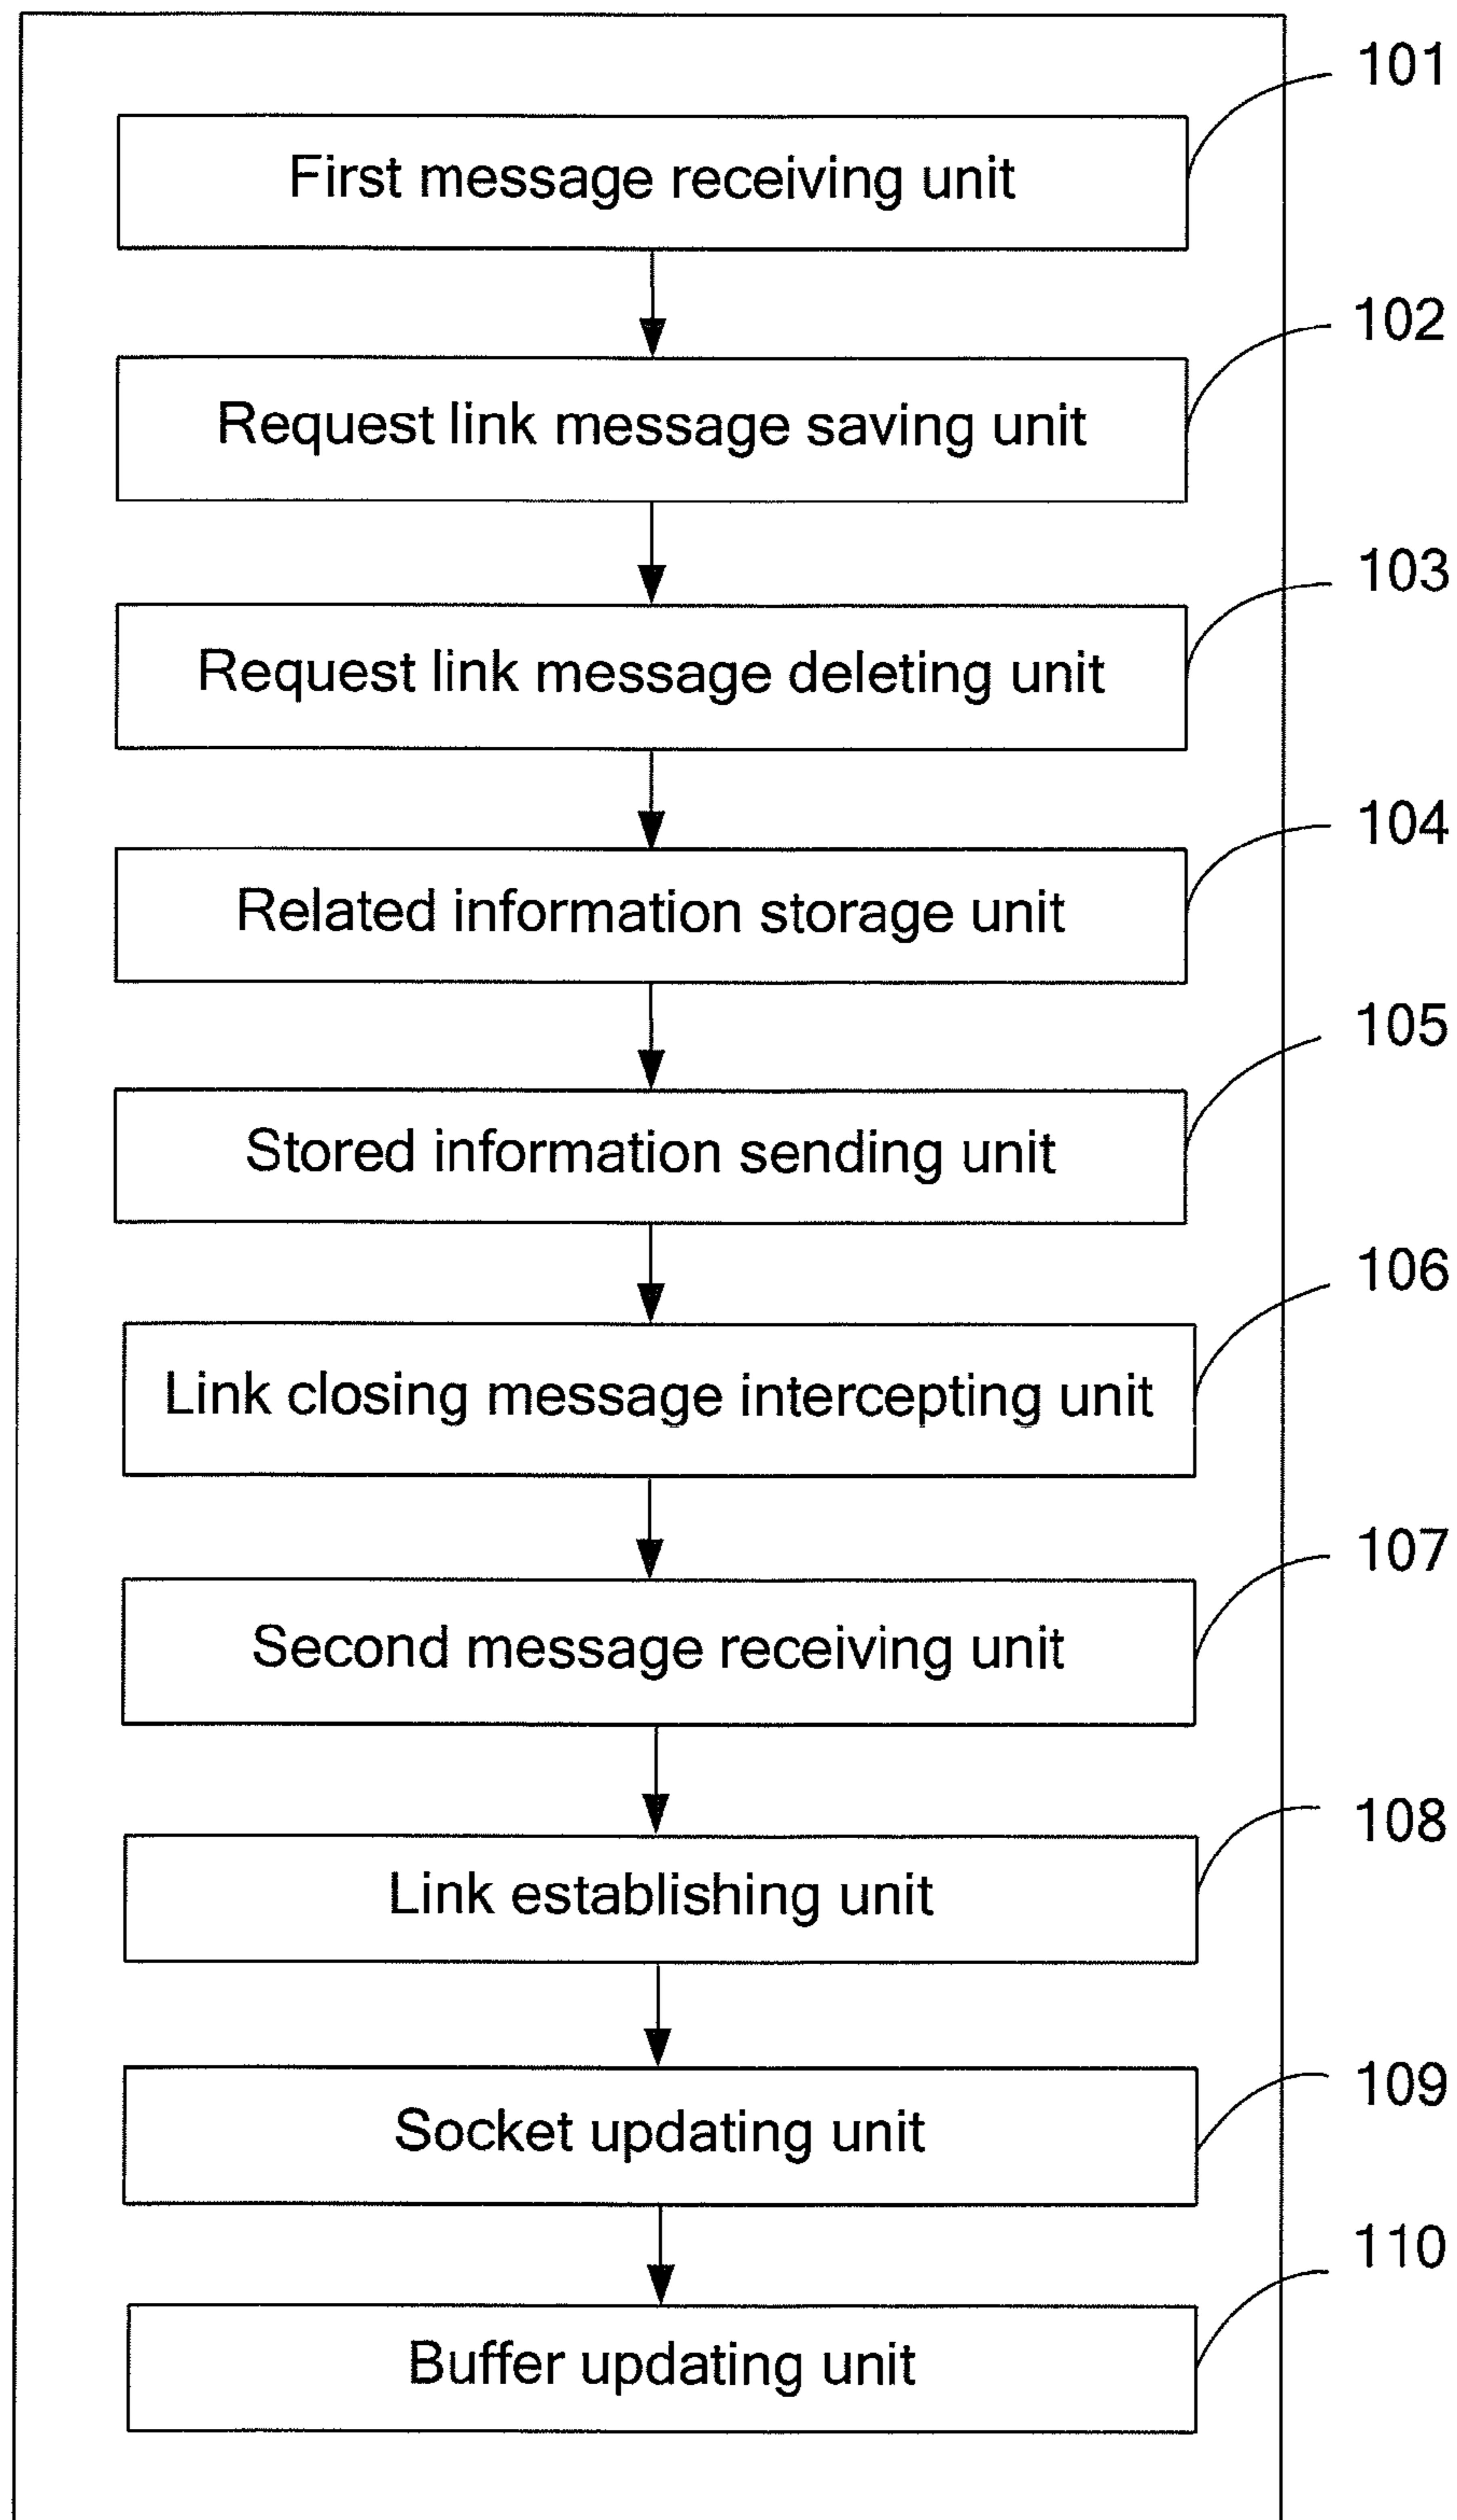 101
First message receiving unit
102
Request link message saving unit
103
Request link message deleting unit
104
Related information storage unit
105
Stored information sending unit
106
Link closing message intercepting unit
107
Second message receiving unit
108
Link establishing unit
109
Socket updating unit
110
Buffer updating unit